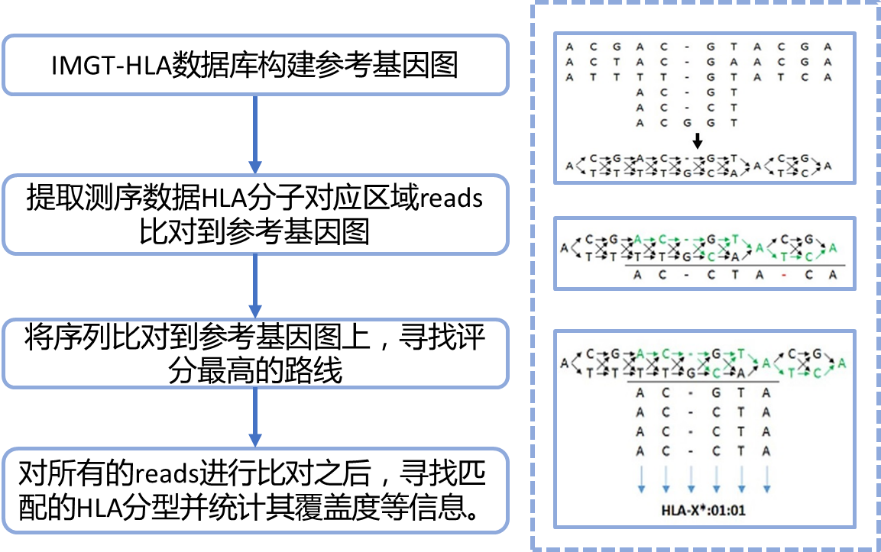 IMGT-HLA数据库构建参考基因图
提取测序数据HLA分子对应区域reads
比对到参考基因图
将序列比对到参考基因图上，寻找评
分最高的路线
对所有的reads进行比对之后，寻找匹
配的HLA分型并统计其覆盖度等信息。
A C G A C - G T A C G A
A C T A C - G A A C G A
A T T T T - G T A T C A
A C - G T
A C - C T
A C G G T
A C G A C - G T A C G A
T T T T G C A T C
A C G A C - G T A C G A
T T T T G C A T C
A C - C T A - C A
A C G A C - G T A C G A
T T T T G C A T C
A C - G T A
A C - C T A
A C - C T A
A C - C T A
HLA-X*:01:01